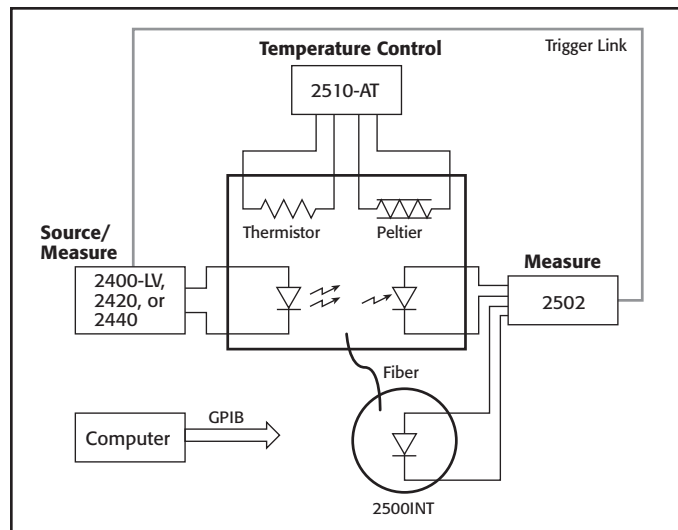 Trigger Link
Temperature Control
2510-AT
Thermistor
Peltier
Source/
Measure
2400-LV,
2420, or
2440
Measure
2502
Fiber
Computer
GPIB
2500INT